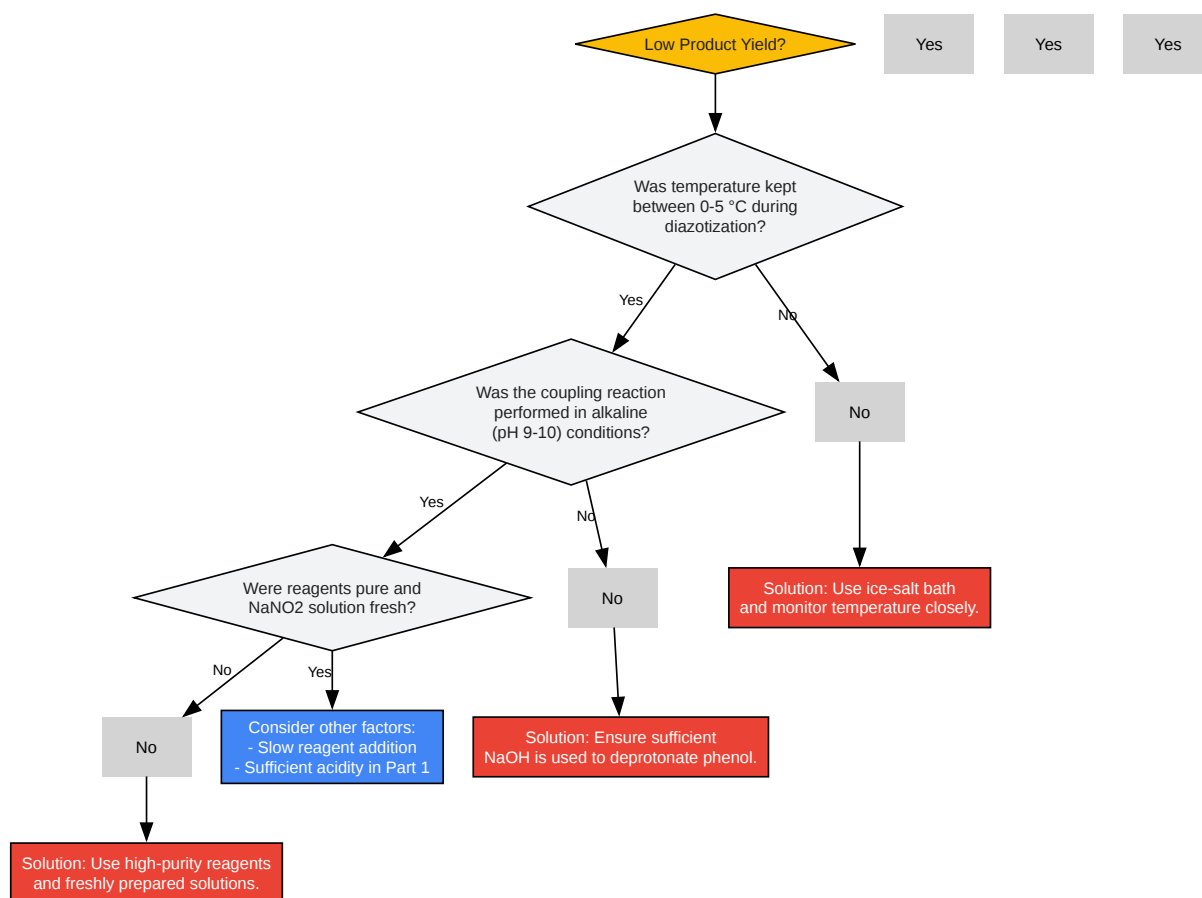 Low Product Yield?
Yes
Yes
Yes
Was temperature kept
between 0-5 °C during
diazotization?
Yes
No
Was the coupling reaction
performed in alkaline
(pH 9-10) conditions?
No
Yes
No
Were reagents pure and
NaNO2 solution fresh?
No
Solution: Use ice-salt bath
and monitor temperature closely.
No
Yes
No
Consider other factors:
- Slow reagent addition
- Sufficient acidity in Part 1
Solution: Ensure sufficient
NaOH is used to deprotonate phenol.
Solution: Use high-purity reagents
and freshly prepared solutions.